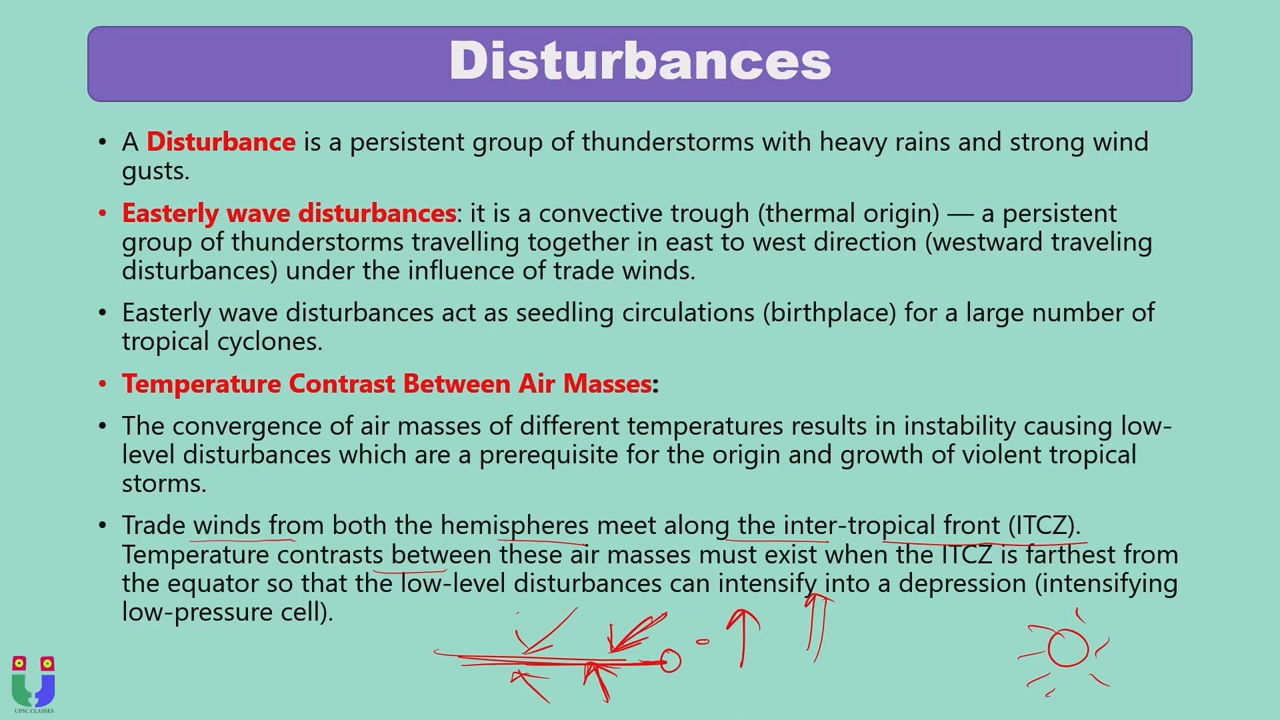 Disturbances
• A Disturbance is a persistent group of thunderstorms with heavy rains and strong wind
gusts.
• Easterly wave disturbances: it is a convective trough (thermal origin) — a persistent
group of thunderstorms travelling together in east to west direction (westward traveling
disturbances) under the influence of trade winds.
• Easterly wave disturbances act as seedling circulations (birthplace) for a large number of
tropical cyclones.
• Temperature Contrast Between Air Masses:
• The convergence of air masses of different temperatures results in instability causing low-
level disturbances which are a prerequisite for the origin and growth of violent tropical
storms.
• Trade winds from both the hemispheres meet along the inter-tropical front (ITCZ).
Temperature contrasts between these air masses must exist when the ITCZ is farthest from
the equator so that the low-level disturbances can intensify into a depression (intensifying
low-pressure cell).
UPSC CLASSES